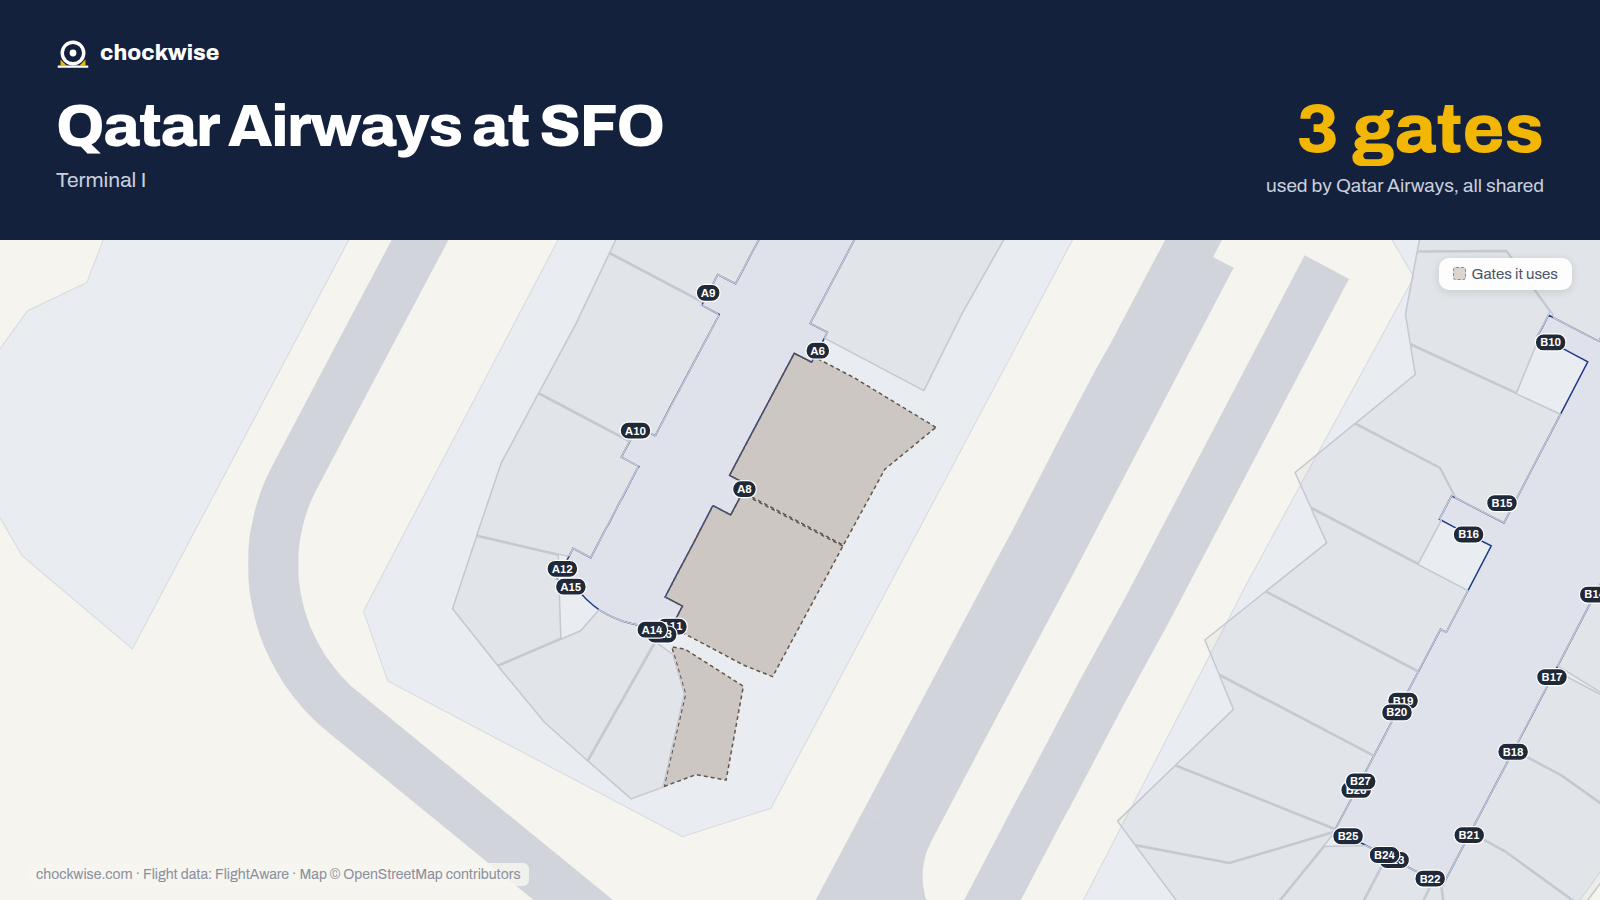 chockwise
Qatar Airways at SFO
Terminal I
3 gates
used by Qatar Airways, all shared
Gates it uses
A9
A6
B10
A10
A8
B15
B16
A12
A15
A14
B17
B19
B20
B18
B27
B25
B21
B24
B22
chockwise.com · Flight data: FlightAware · Map © OpenStreetMap contributors